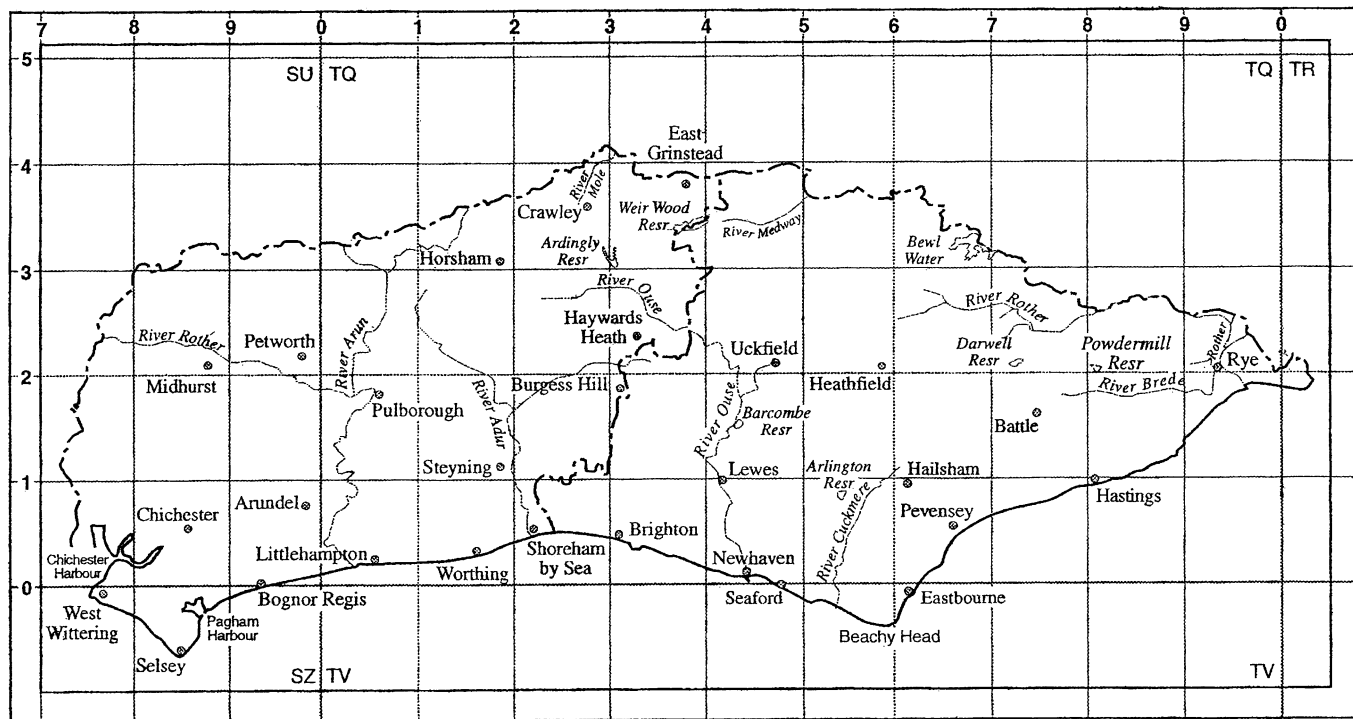 7 8 9 0 1 2 3 4 5 6 7 8 9 0
5
SU TQ
TQ TR
East
Grinstead
4
River
Mole
Crawley
Weir Wood
Resr
River Medway
Ardingly
Resr
Bewl
Water
Horsham
3
River Ouse
River Rother
Haywards
Heath
River Rother
Petworth
River Arun
Uckfield
Darwell
Resr
Powdermill
Resr
Rother
Rye
Midhurst
Heathfield
2
Burgess Hill
River Brede
Pulborough
River Adur
River Ouse
Barcombe
Resr
Battle
Steyning
Lewes
Arlington
Resr
Hailsham
1
Hastings
Arundel
Chichester
River Cuckmere
Pevensey
Brighton
Littlehampton
Chichester
Harbour
Worthing
Shoreham
by Sea
Newhaven
0
Bognor Regis
Seaford
Eastbourne
West
Wittering
Pagham
Harbour
Beachy Head
Selsey
SZ TV
TV